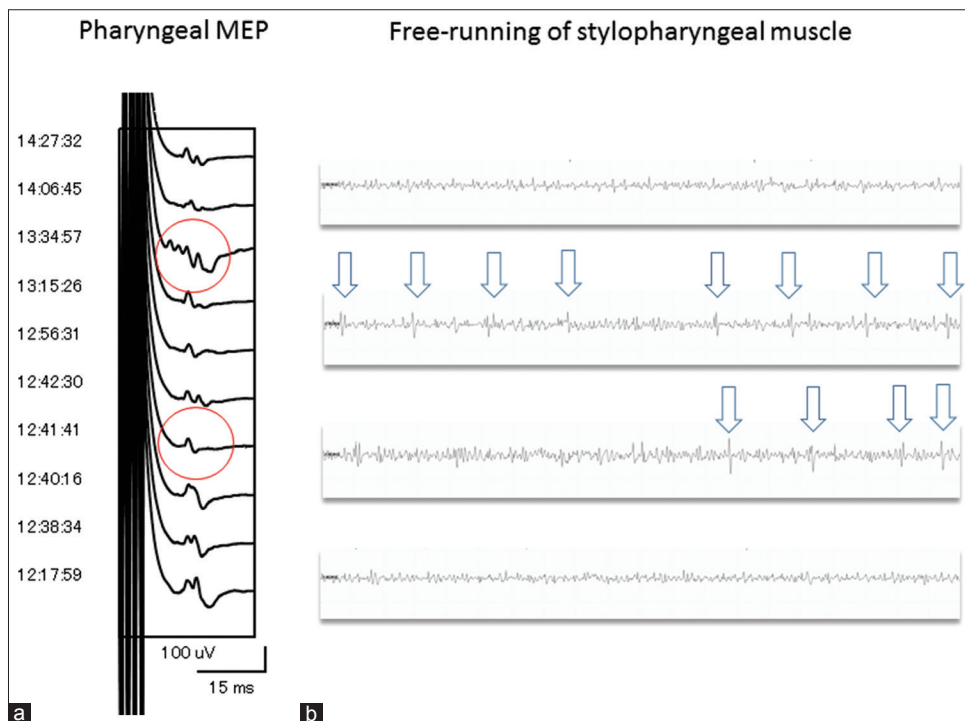 Pharyngeal MEP
Free-running of stylopharyngeal muscle
14:27:32
14:06:45
13:34:57
13:15:26
12:56:31
12:42:30
12:41:41
12:40:16
12:38:34
12:17:59
100 uV
15 ms
a
b